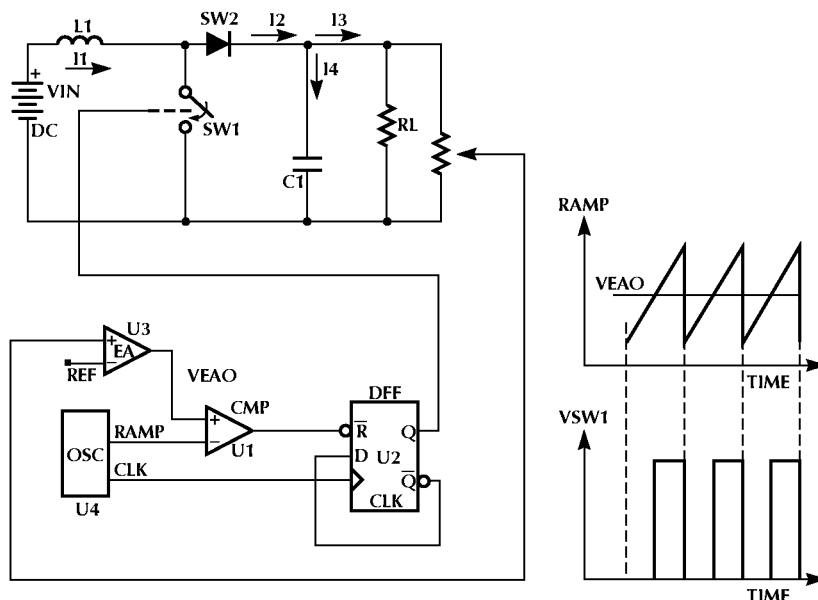 L1
SW2
I2
I3
I1
I4
+
VIN
DC
SW1
RL
C1
RAMP
VEAO
TIME
U3
+
EA
−
REF
VEAO
DFF
CMP
+
−
U1
R
Q
D
U2
Q
CLK
OSC
RAMP
CLK
U4
VSW1
TIME